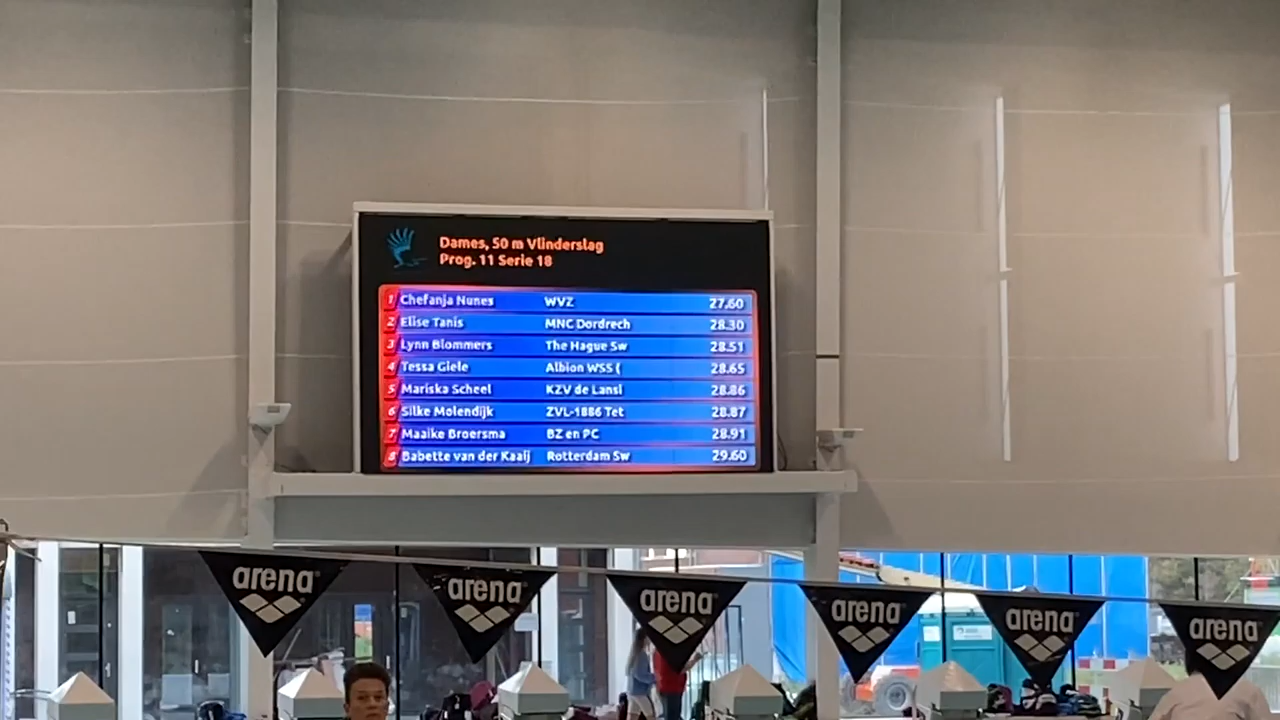 Dames, 50 m Vlinderslag
Prog. 11 Serie 18
1 Chefanja Nunes WVZ 27.60
2 Elise Tanis MNC Dordrech 28.30
3 Lynn Blommers The Hague Sw 28.51
4 Tessa Giele Albion WSS ( 28.65
5 Mariska Scheel KZV de Lansi 28.86
6 Silke Molendijk ZVL-1886 Tet 28.87
7 Maaike Broersma BZ en PC 28.91
8 Babette van der Kaaij Rotterdam Sw 29.60
arena
arena
arena
arena
arena
arena